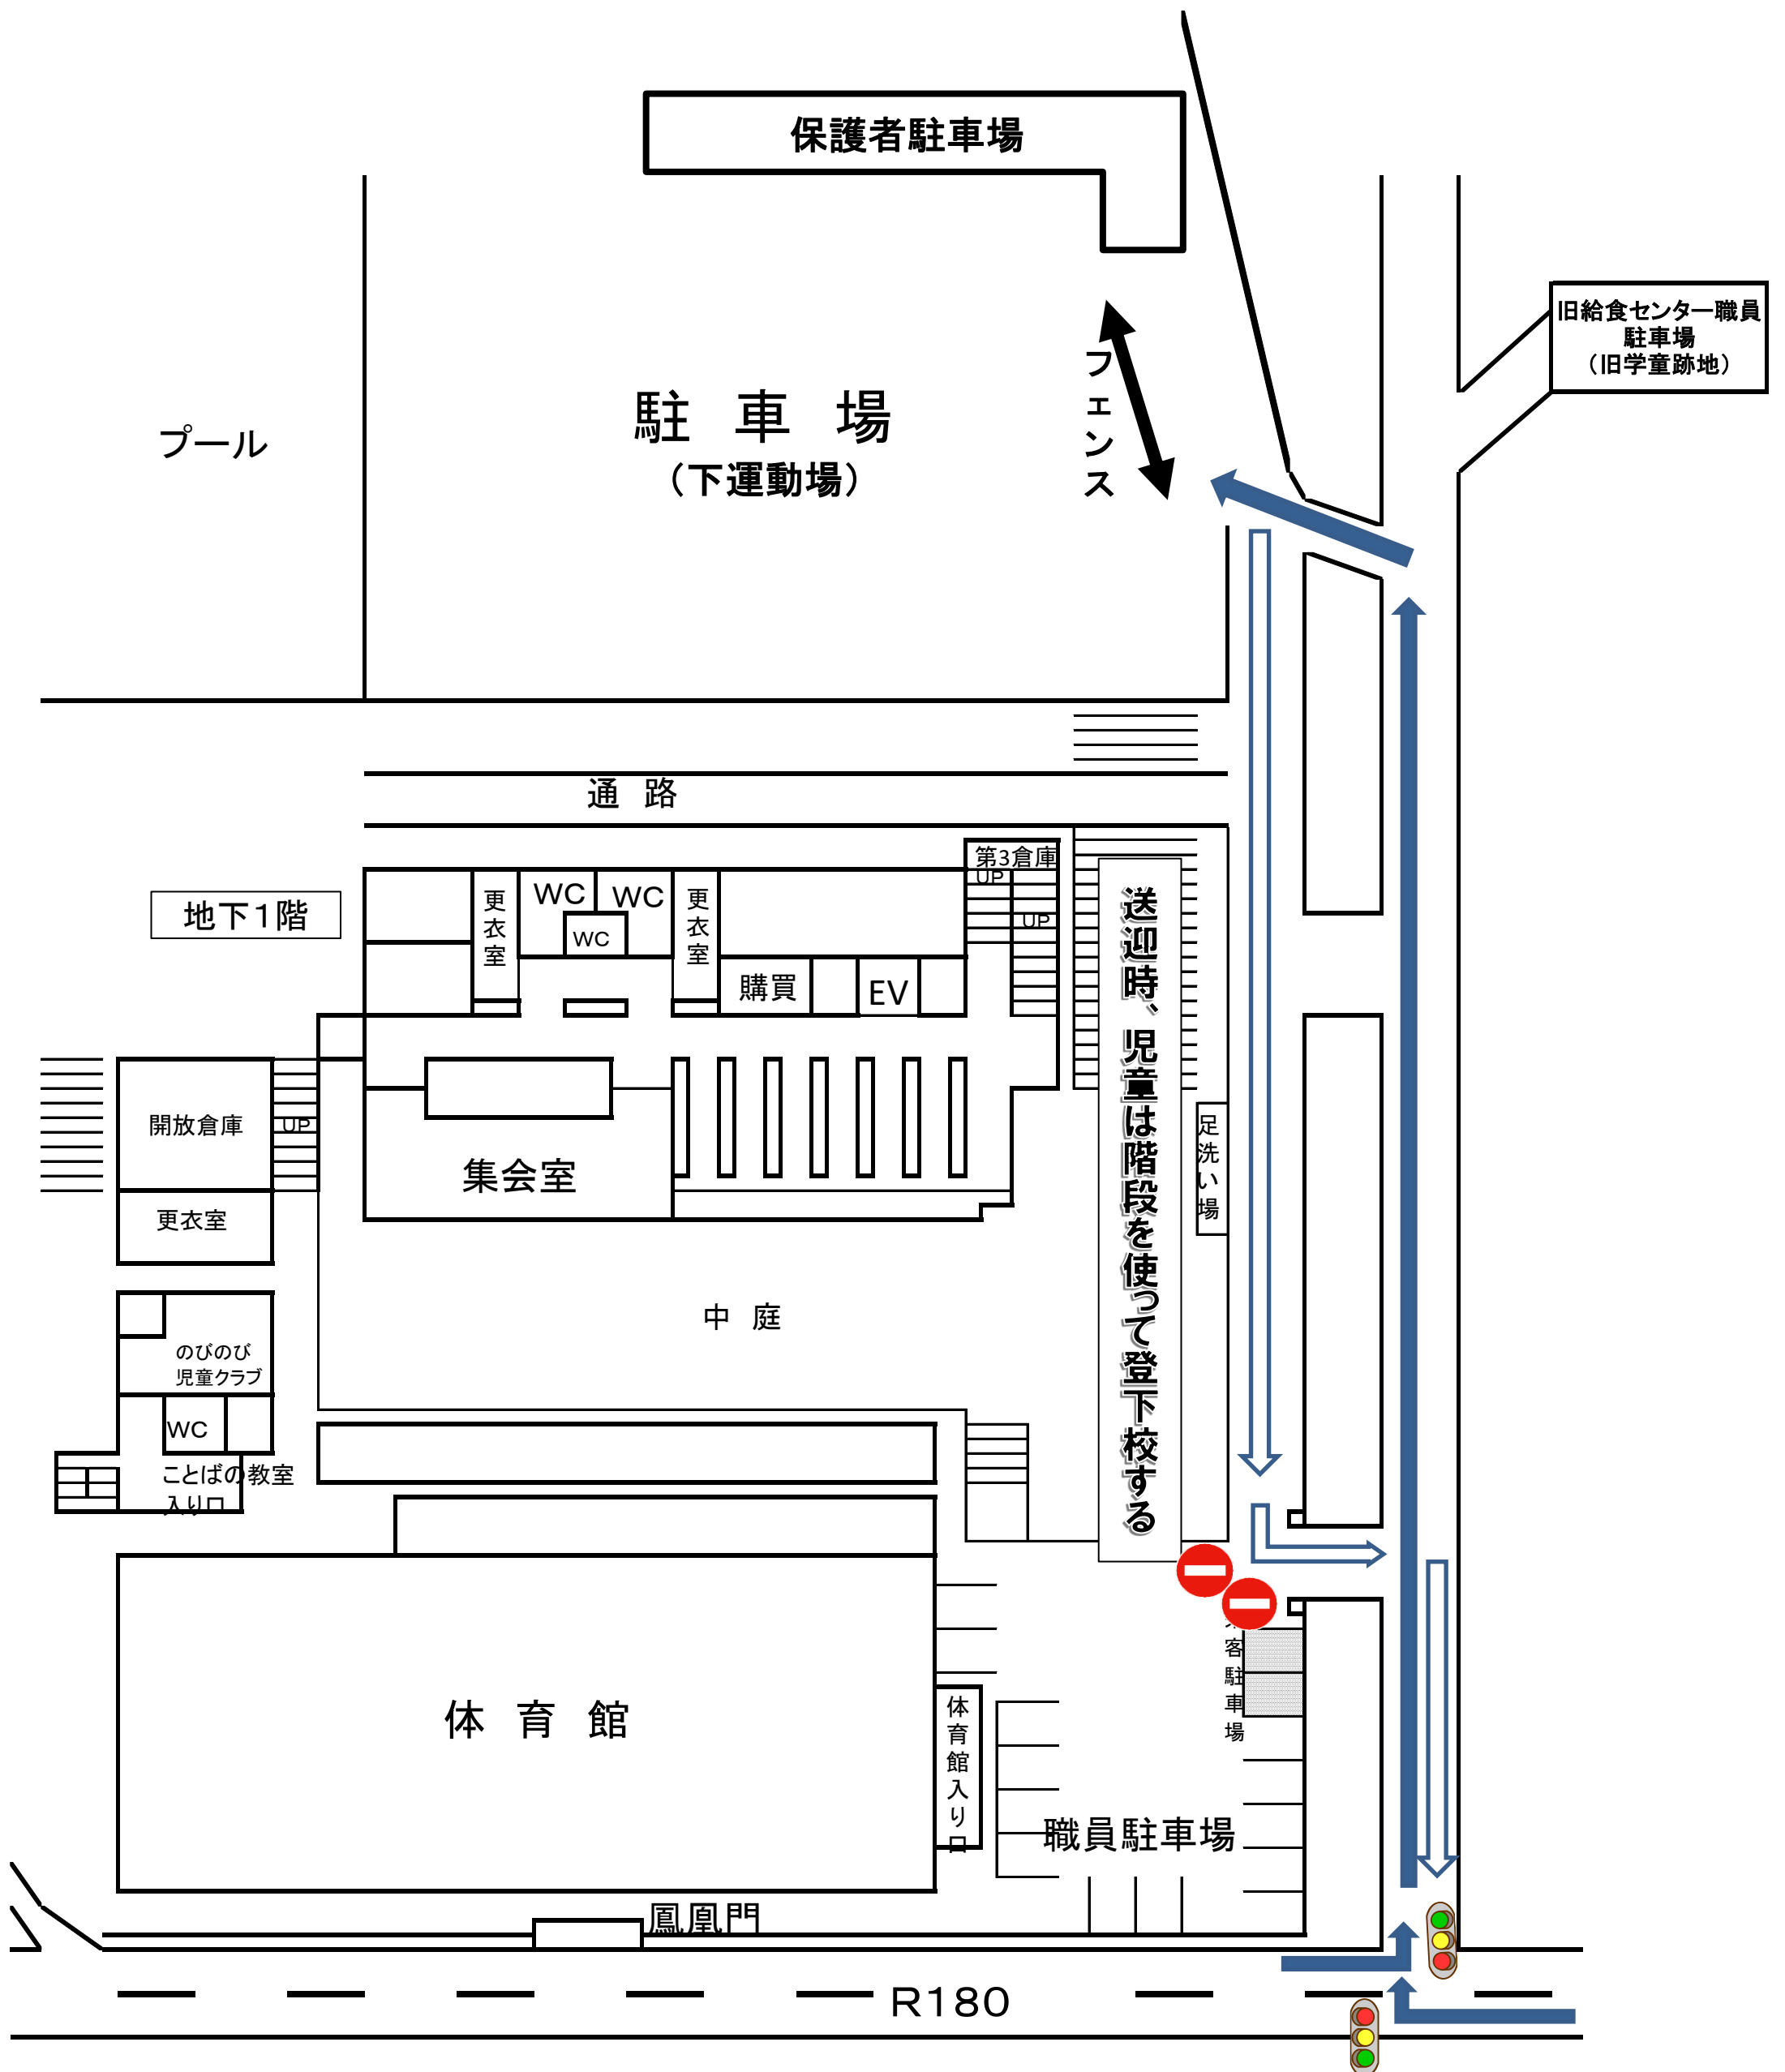 保護者駐車場
旧給食センター職員
駐車場
（旧学童跡地）
フェンス
駐　車　場
（下運動場）
プール
通　路
第3倉庫
UP
UP
地下１階
更衣室
WC
WC
WC
更衣室
購買
EV
送迎時、児童は階段を使って登下校する
開放倉庫
UP
足洗い場
集会室
更衣室
中　庭
のびのび
児童クラブ
WC
ことばの教室
入り口
客駐車場
体　育　館
体育館入り口
職員駐車場
鳳凰門
R180